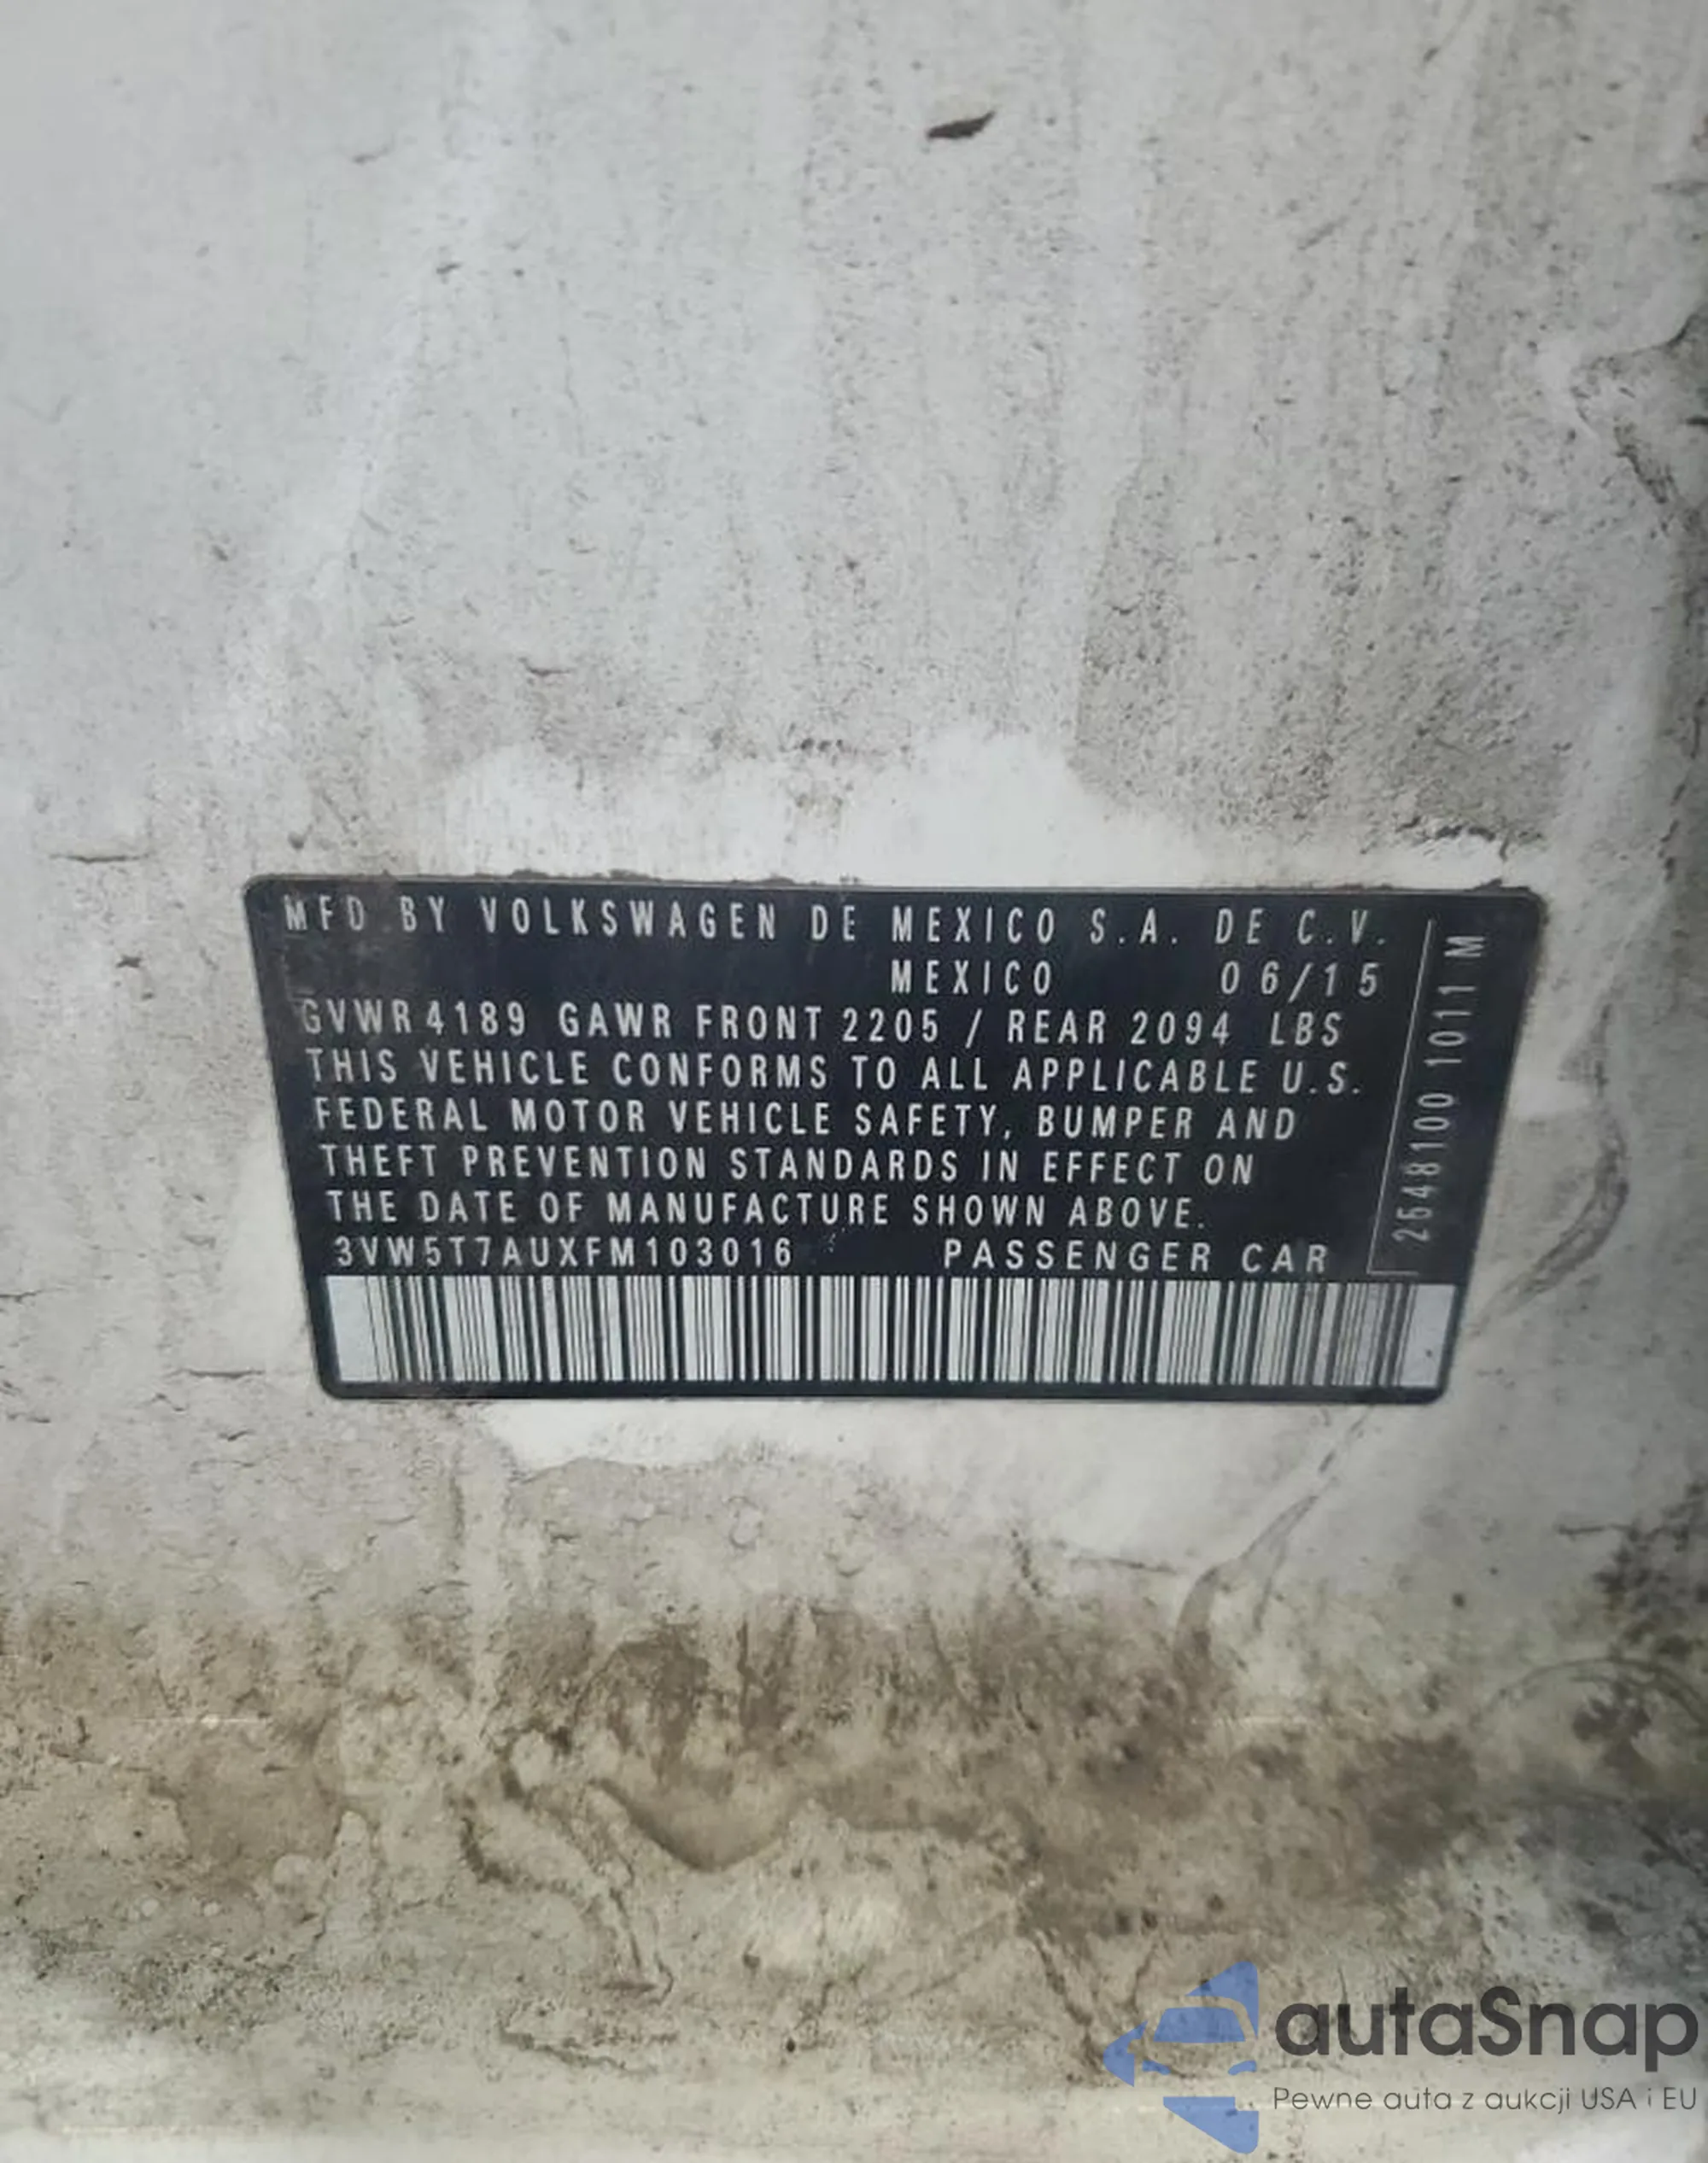 MFD BY VOLKSWAGEN DE MEXICO S.A. DE C.V.
MEXICO 06/15
GVWR 4189 GAWR FRONT 2205 / REAR 2094 LBS
THIS VEHICLE CONFORMS TO ALL APPLICABLE U.S.
FEDERAL MOTOR VEHICLE SAFETY, BUMPER AND
THEFT PREVENTION STANDARDS IN EFFECT ON
THE DATE OF MANUFACTURE SHOWN ABOVE.
3VW5T7AUXFM103016 PASSENGER CAR
2648100 1011 M
autaSnap
Pewne auta z aukcji USA i EU